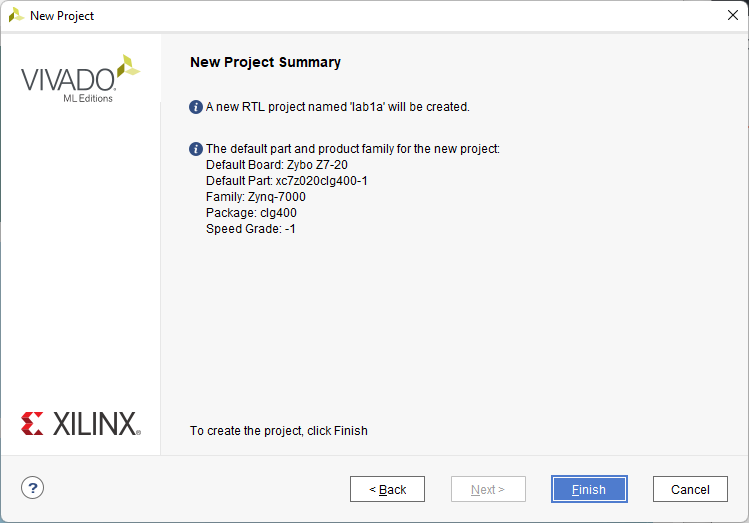 New Project
VIVADO
ML Editions
New Project Summary
A new RTL project named 'lab1a' will be created.
The default part and product family for the new project:
Default Board: Zybo Z7-20
Default Part: xc7z020clg400-1
Family: Zynq-7000
Package: clg400
Speed Grade: -1
XILINX®
To create the project, click Finish
?
< Back
Next >
Finish
Cancel